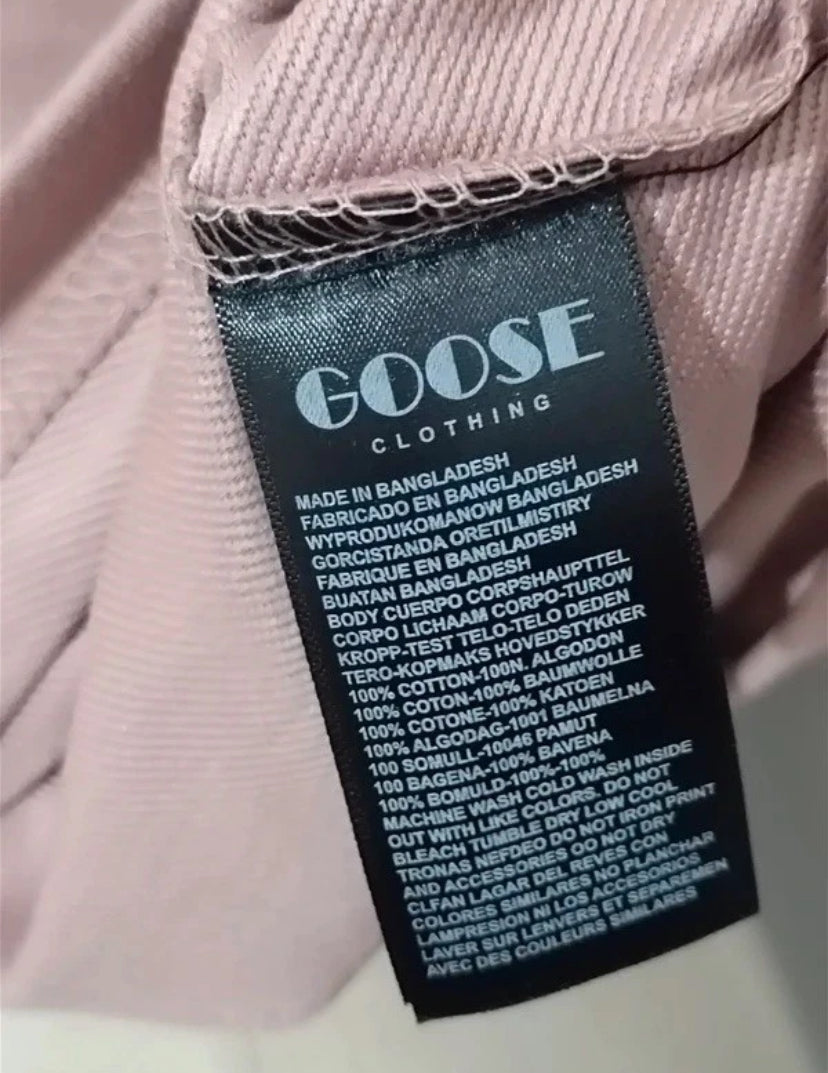 GOOSE
CLOTHING
MADE IN BANGLADESH
FABRICADO EN BANGLADESH
WYPRODUKOMANOW BANGLADESH
GORCISTANDA ORETILMISTIRY
FABRIQUE EN BANGLADESH
BUATAN BANGLADESH
BODY CUERPO CORPSHAUPTTEL
CORPO LICHAAM CORPO-TUROW
KROPP-TEST TELO-TELO DEDEN
TERO-KOPMAKS HOVEDSTYKKER
100% COTTON-100N. ALGODON
100% COTON-100% BAUMWOLLE
100% COTONE-100% KATOEN
100% ALGODAG-1001 BAUMELNA
100 SOMULL-10046 PAMUT
100 BAGENA-100% BAVENA
100% BOMULD-100%-100%
MACHINE WASH COLD WASH INSIDE
OUT WITH LIKE COLORS. DO NOT
BLEACH TUMBLE DRY LOW COOL
TRONAS NEFDEO DO NOT IRON PRINT
AND ACCESSORIES OO NOT DRY
CLFAN LAGAR DEL REVES CON
COLORES SIMILARES NO PLANCHAR
LAMPRESION NI LOS ACCESORIOS
LAVER SUR LENVERS ET SEPAREMEN
AVEC DES COULEURS SIMILARES